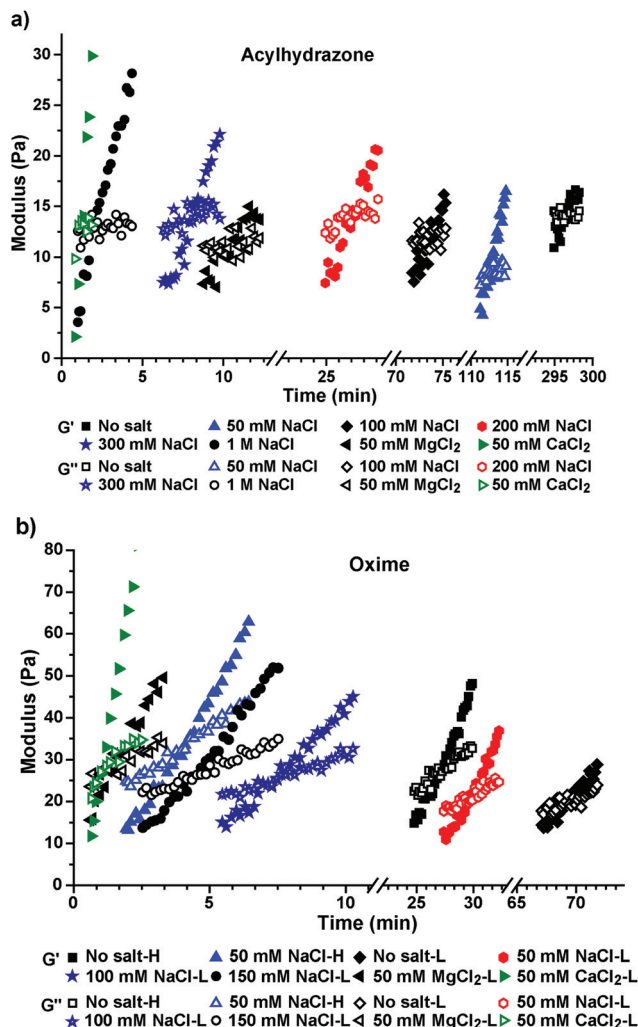 a)
Acylhydrazone
Modulus (Pa)
30
25
20
15
10
5
0
0 5 10 25 70 75 110 115 295 300
Time (min)
G' No salt 50 mM NaCl 100 mM NaCl 200 mM NaCl
300 mM NaCl 1 M NaCl 50 mM MgCl₂ 50 mM CaCl₂
G'' No salt 50 mM NaCl 100 mM NaCl 200 mM NaCl
300 mM NaCl 1 M NaCl 50 mM MgCl₂ 50 mM CaCl₂
b)
Oxime
Modulus (Pa)
80
70
60
50
40
30
20
10
0
0 5 10 25 30 65 70
Time (min)
G' No salt-H 50 mM NaCl-H No salt-L 50 mM NaCl-L
100 mM NaCl-L 150 mM NaCl-L 50 mM MgCl₂-L 50 mM CaCl₂-L
G'' No salt-H 50 mM NaCl-H No salt-L 50 mM NaCl-L
100 mM NaCl-L 150 mM NaCl-L 50 mM MgCl₂-L 50 mM CaCl₂-L